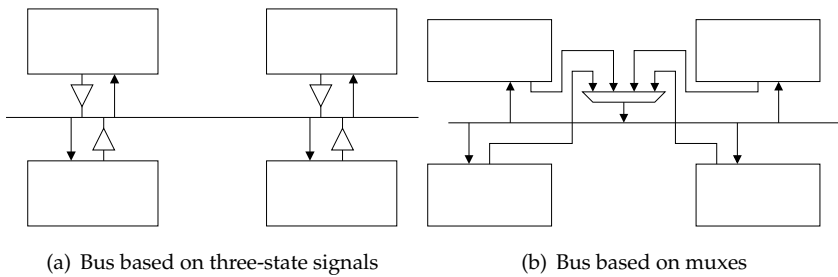 (a) Bus based on three-state signals
(b) Bus based on muxes